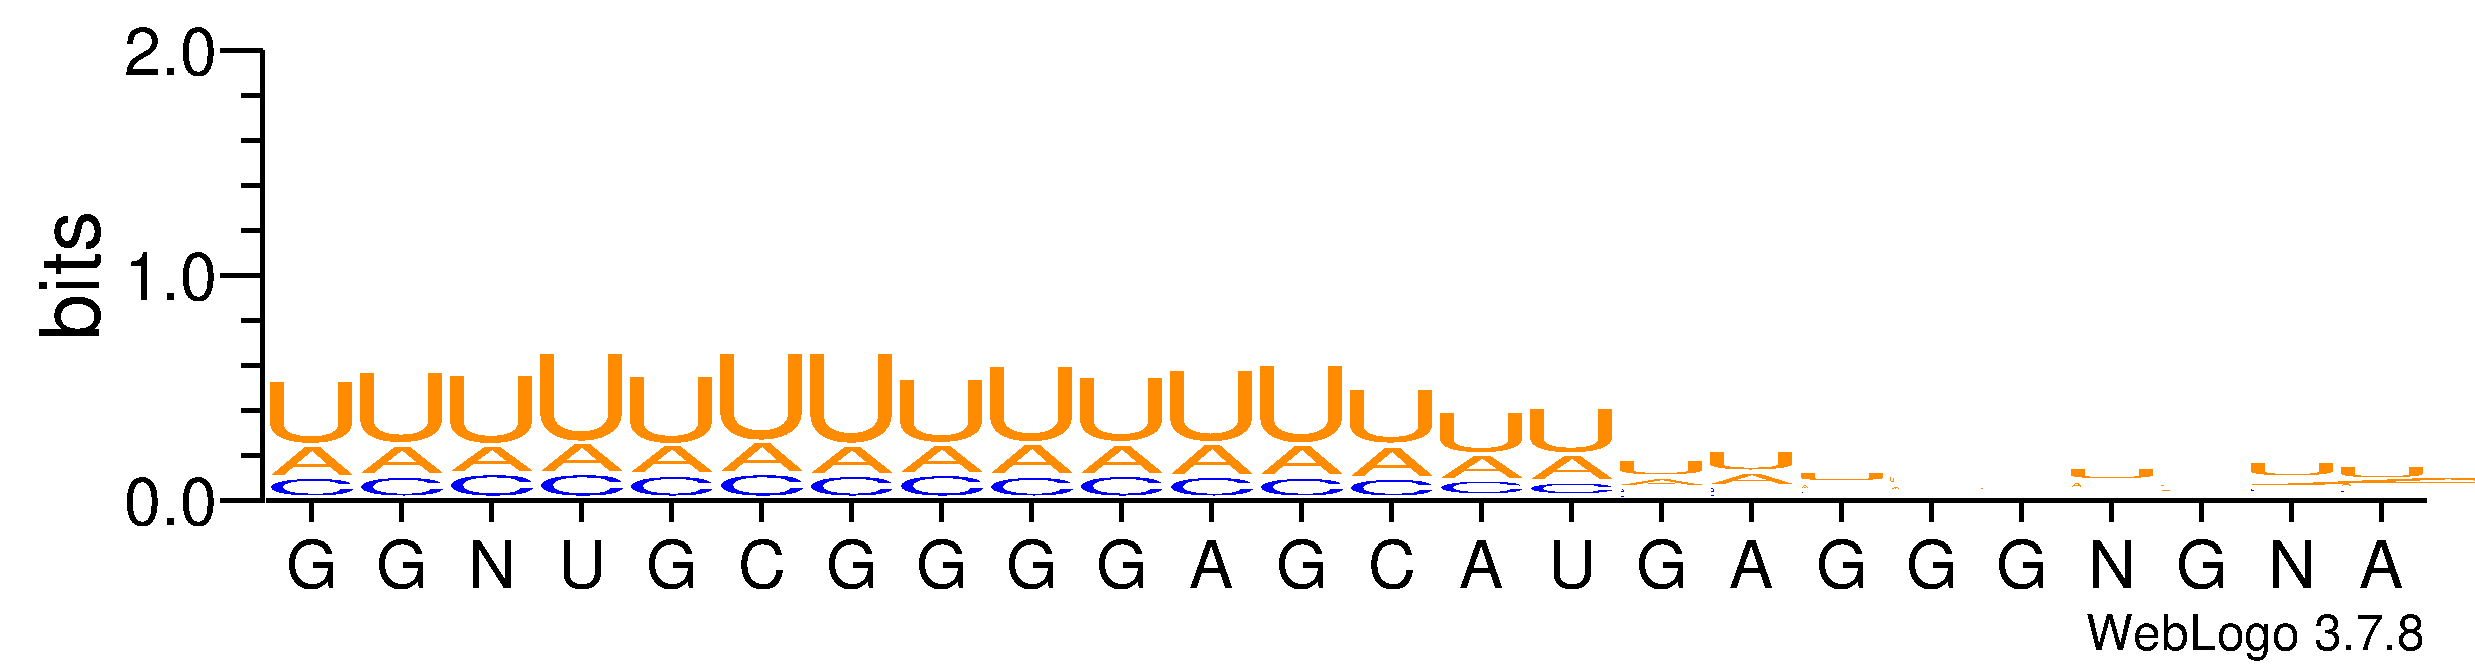 2.0
bits
1.0
0.0
U U U U U U U U U U U U U U U U U U U U U
A A A A A A A A A A A A A A A A A
C C C C C C C C C C C C C C C
G G N U G C G G G G A G C A U G A G G G N G N A
WebLogo 3.7.8